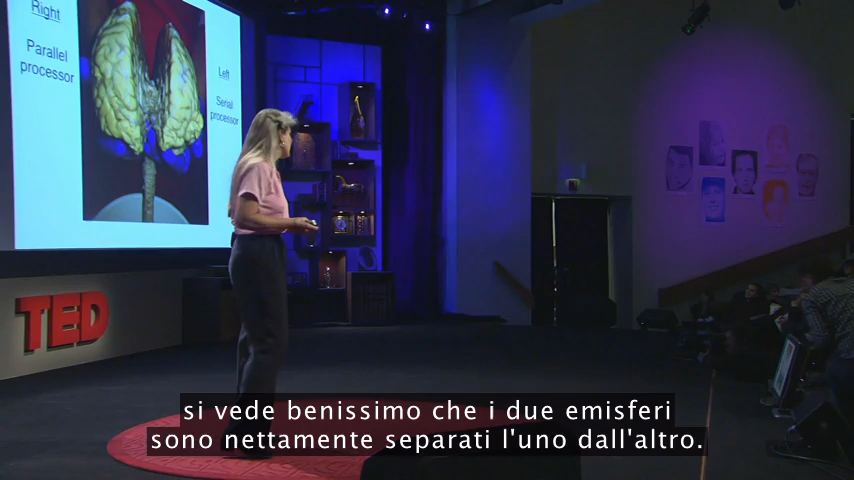 Right
Parallel
processor
Left
Serial
processor
TED
si vede benissimo che i due emisferi
sono nettamente separati l'uno dall'altro.